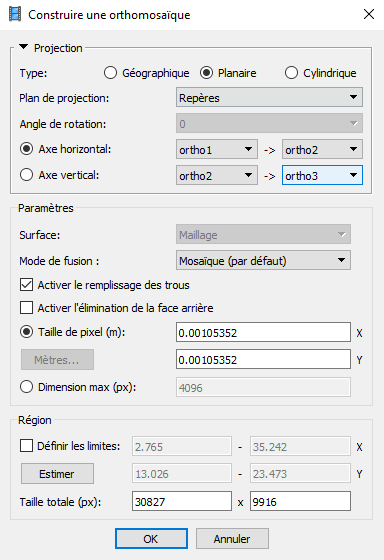 Construire une orthomosaïque
Projection
Type: Géographique Planaire Cylindrique
Plan de projection: Repères
Angle de rotation: 0
Axe horizontal: ortho1 -> ortho2
Axe vertical: ortho2 -> ortho3
Paramètres
Surface: Maillage
Mode de fusion : Mosaïque (par défaut)
Activer le remplissage des trous
Activer l'élimination de la face arrière
Taille de pixel (m): 0.00105352 X
Mètres... 0.00105352 Y
Dimension max (px): 4096
Région
Définir les limites: 2.765 - 35.242 X
Estimer 13.026 - 23.473 Y
Taille totale (px): 30827 x 9916
OK Annuler